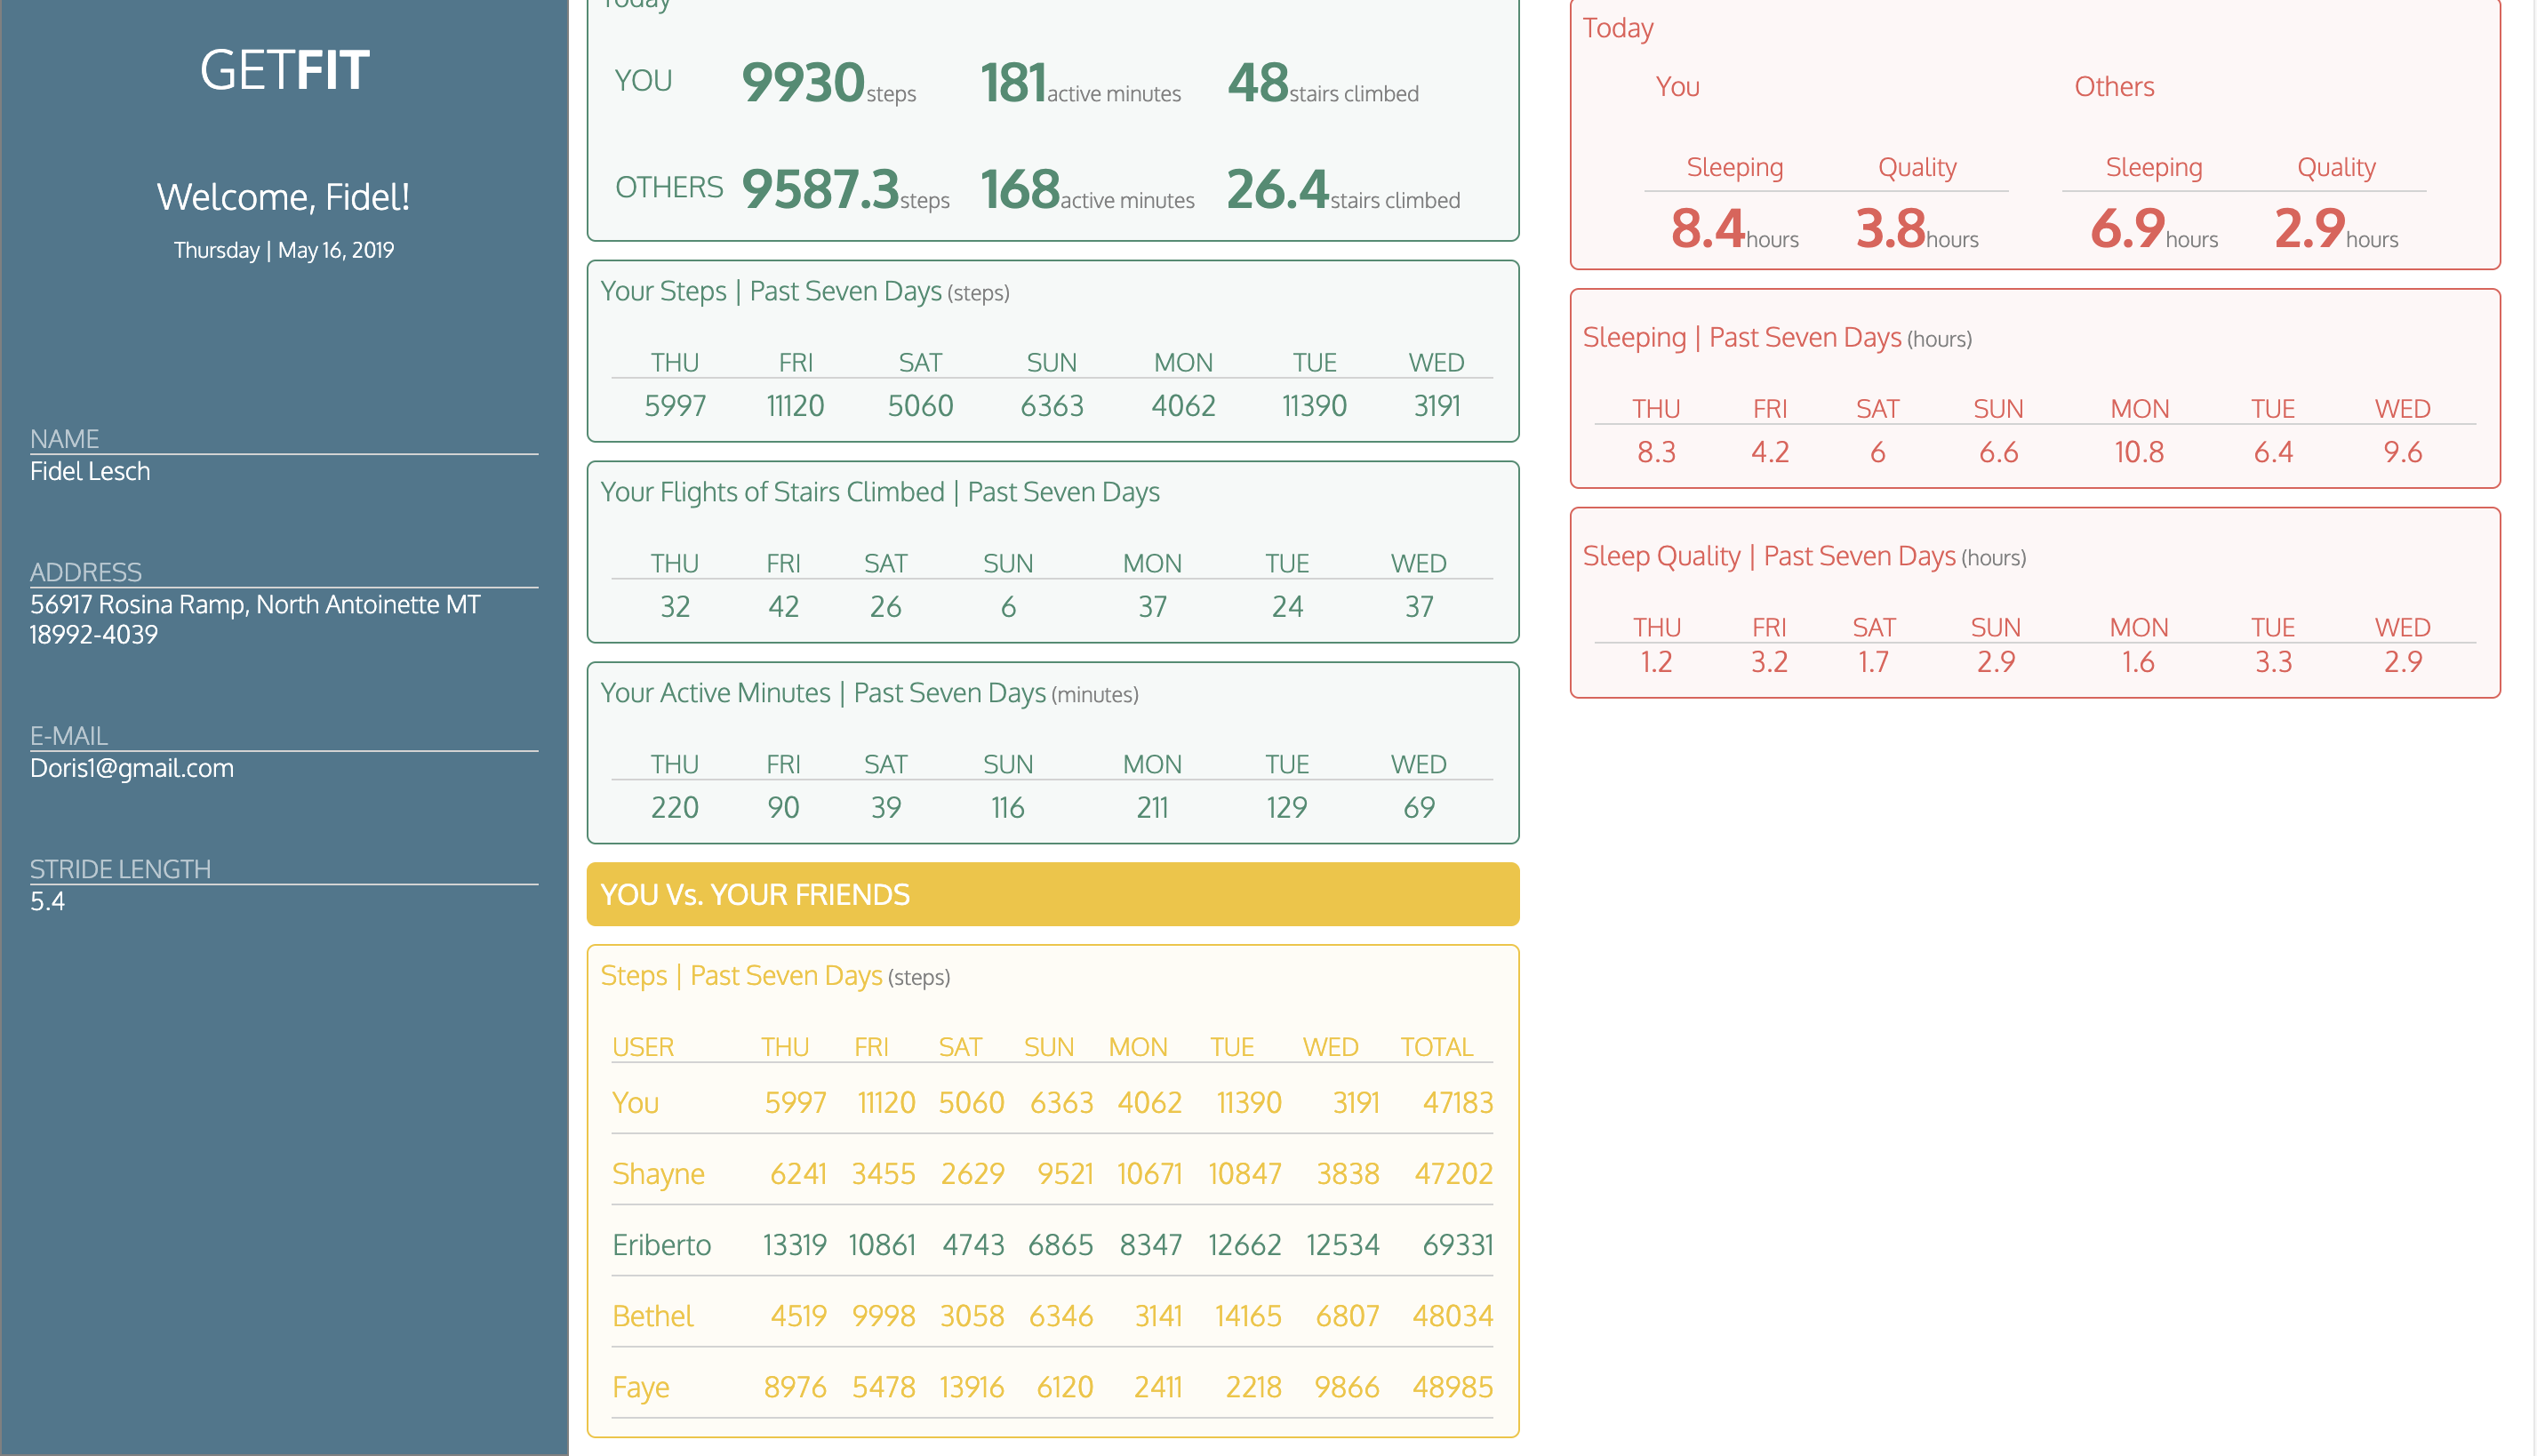 GETFIT
Welcome, Fidel!
Thursday | May 16, 2019
NAME
Fidel Lesch
ADDRESS
56917 Rosina Ramp, North Antoinette MT
18992-4039
E-MAIL
Doris1@gmail.com
STRIDE LENGTH
5.4
Today
YOU 9930steps 181active minutes 48stairs climbed
OTHERS 9587.3steps 168active minutes 26.4stairs climbed
Your Steps | Past Seven Days (steps)
THU FRI SAT SUN MON TUE WED
5997 11120 5060 6363 4062 11390 3191
Your Flights of Stairs Climbed | Past Seven Days
THU FRI SAT SUN MON TUE WED
32 42 26 6 37 24 37
Your Active Minutes | Past Seven Days (minutes)
THU FRI SAT SUN MON TUE WED
220 90 39 116 211 129 69
YOU Vs. YOUR FRIENDS
Steps | Past Seven Days (steps)
USER THU FRI SAT SUN MON TUE WED TOTAL
You 5997 11120 5060 6363 4062 11390 3191 47183
Shayne 6241 3455 2629 9521 10671 10847 3838 47202
Eriberto 13319 10861 4743 6865 8347 12662 12534 69331
Bethel 4519 9998 3058 6346 3141 14165 6807 48034
Faye 8976 5478 13916 6120 2411 2218 9866 48985
Today
You Others
Sleeping Quality Sleeping Quality
8.4hours 3.8hours 6.9hours 2.9hours
Sleeping | Past Seven Days (hours)
THU FRI SAT SUN MON TUE WED
8.3 4.2 6 6.6 10.8 6.4 9.6
Sleep Quality | Past Seven Days (hours)
THU FRI SAT SUN MON TUE WED
1.2 3.2 1.7 2.9 1.6 3.3 2.9